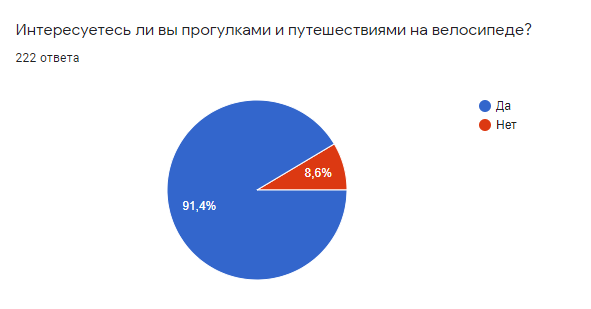 Интересуетесь ли вы прогулками и путешествиями на велосипеде?
222 ответа
Да
Нет
8,6%
91,4%